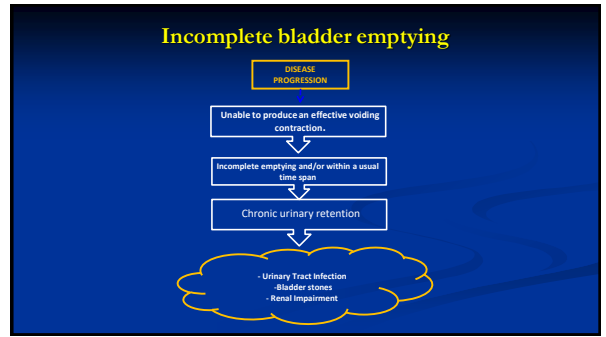 Incomplete bladder emptying
DISEASE
PROGRESSION
Unable to produce an effective voiding
contraction.
Incomplete emptying and/or within a usual
time span
Chronic urinary retention
- Urinary Tract Infection
-Bladder stones
- Renal Impairment